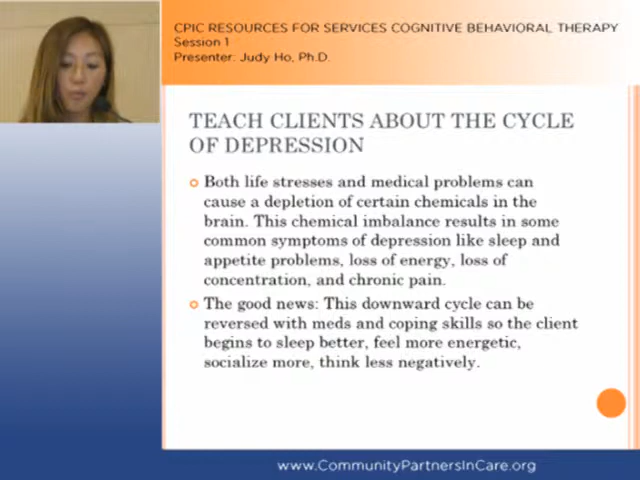 CPIC RESOURCES FOR SERVICES COGNITIVE BEHAVIORAL THERAPY
Session 1
Presenter: Judy Ho, Ph.D.
TEACH CLIENTS ABOUT THE CYCLE
OF DEPRESSION
Both life stresses and medical problems can
cause a depletion of certain chemicals in the
brain. This chemical imbalance results in some
common symptoms of depression like sleep and
appetite problems, loss of energy, loss of
concentration, and chronic pain.
The good news: This downward cycle can be
reversed with meds and coping skills so the client
begins to sleep better, feel more energetic,
socialize more, think less negatively.
www.CommunityPartnersInCare.org